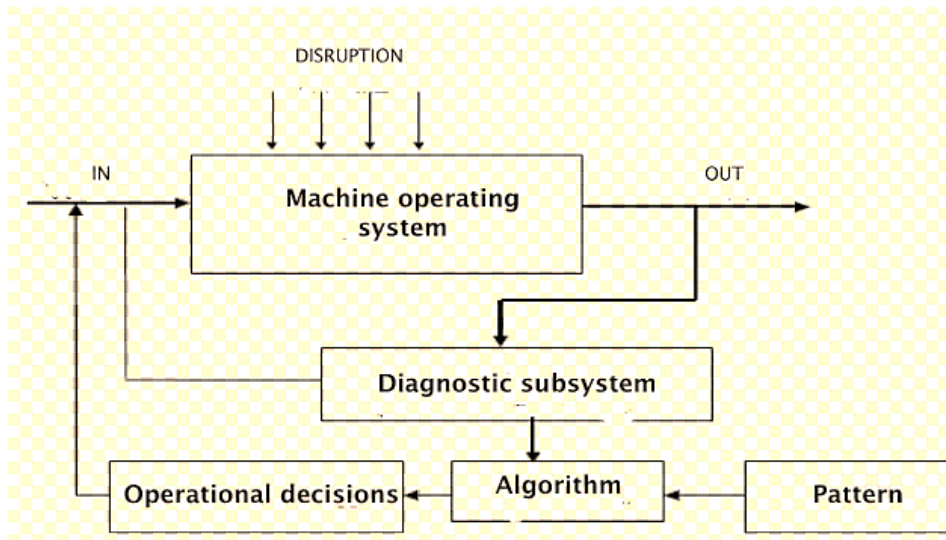 DISRUPTION
IN
OUT
Machine operating
system
Diagnostic subsystem
Operational decisions
Algorithm
Pattern